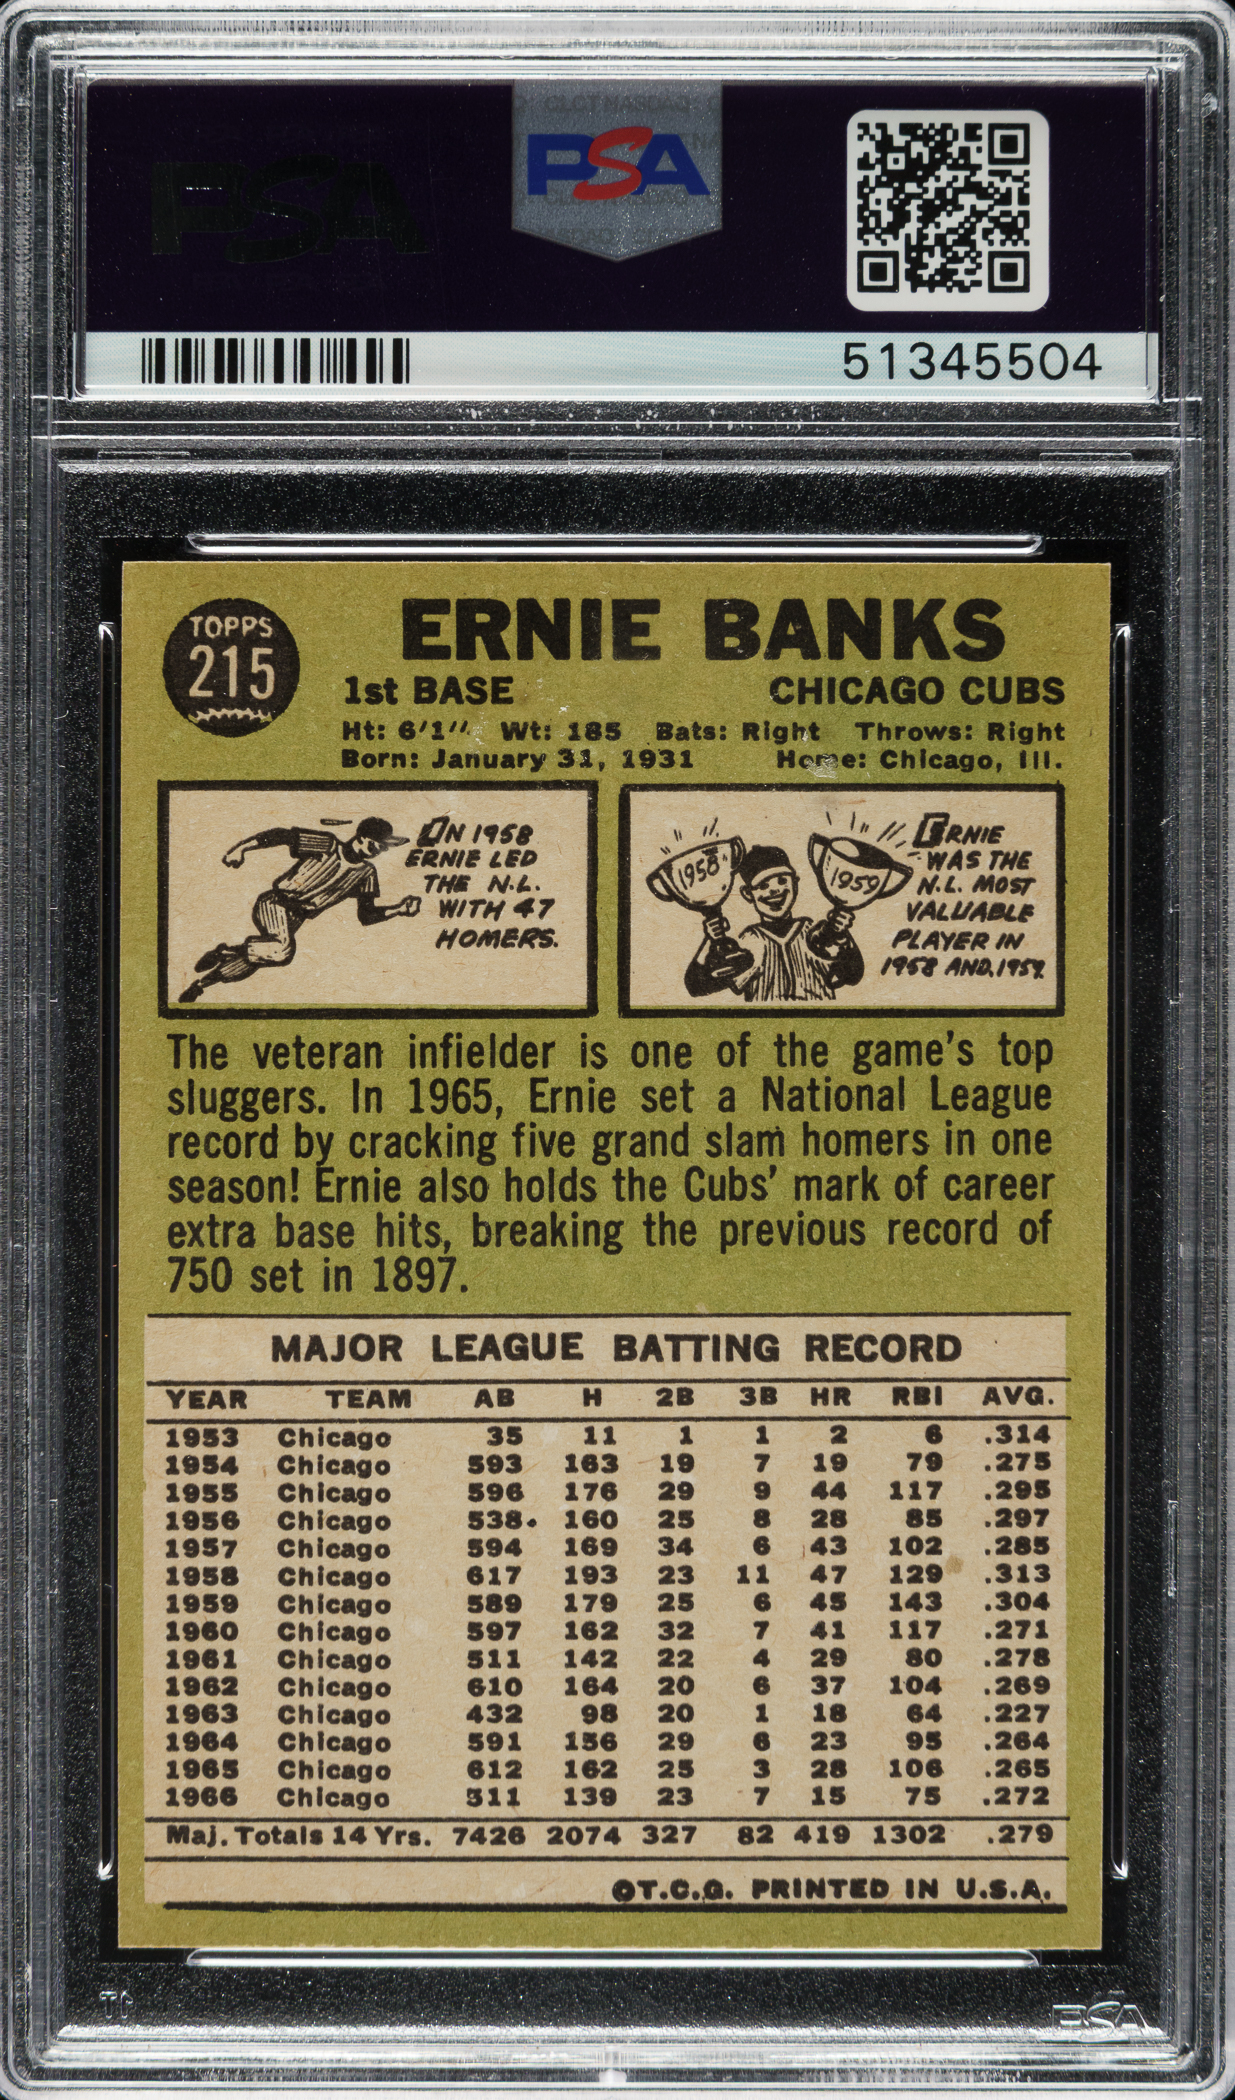 PSA
PSA
51345504
TOPPS
215
ERNIE BANKS
1st BASE CHICAGO CUBS
Ht: 6'1" Wt: 185 Bats: Right Throws: Right
Born: January 31, 1931 Home: Chicago, Ill.
IN 1958
ERNIE LED
THE N.L.
WITH 47
HOMERS.
1958
1959
ERNIE
WAS THE
N.L. MOST
VALUABLE
PLAYER IN
1958 AND 1959.
The veteran infielder is one of the game's top
sluggers. In 1965, Ernie set a National League
record by cracking five grand slam homers in one
season! Ernie also holds the Cubs' mark of career
extra base hits, breaking the previous record of
750 set in 1897.
MAJOR LEAGUE BATTING RECORD
YEAR TEAM AB H 2B 3B HR RBI AVG.
1953 Chicago 35 11 1 1 2 6 .314
1954 Chicago 593 163 19 7 19 79 .275
1955 Chicago 596 176 29 9 44 117 .295
1956 Chicago 538 160 25 8 28 85 .297
1957 Chicago 594 169 34 6 43 102 .285
1958 Chicago 617 193 23 11 47 129 .313
1959 Chicago 589 179 25 6 45 143 .304
1960 Chicago 597 162 32 7 41 117 .271
1961 Chicago 511 142 22 4 29 80 .278
1962 Chicago 610 164 20 6 37 104 .269
1963 Chicago 432 98 20 1 18 64 .227
1964 Chicago 591 156 29 6 23 95 .264
1965 Chicago 612 162 25 3 28 106 .265
1966 Chicago 511 139 23 7 15 75 .272
Maj. Totals 14 Yrs. 7426 2074 327 82 419 1302 .279
©T.C.G. PRINTED IN U.S.A.
PSA